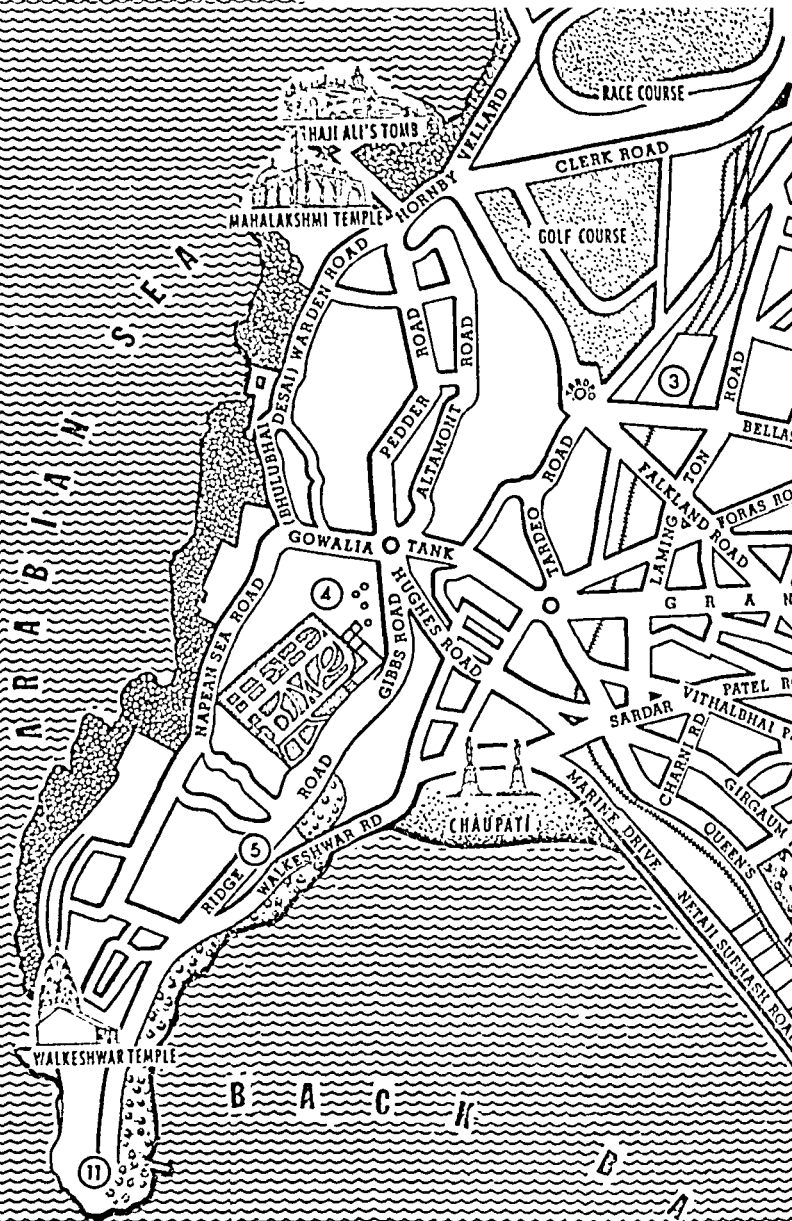 RACE COURSE
HAJI ALI'S TOMB
HORNBY VELLARD
CLERK ROAD
MAHALAKSHMI TEMPLE
GOLF COURSE
ARABIAN SEA
BHULUBHAI DESAI) WARDEN ROAD
PEDDER ROAD
ALTAMONT ROAD
3
ROAD
BELLAS
TARDEO ROAD
FALKLAND ROAD
LAMINGTON
FORAS RO
GOWALIA TANK
4
HUGHES ROAD
GIBBS ROAD
NAPEAN SEA ROAD
GRAN
PATEL RO
SARDAR VITHALBHAI P
CHARNI RD
GIRGAUM
QUEEN'S
CHAUPATI
MARINE DRIVE
NETAJI SUBHASH ROAD
5
RIDGE ROAD
WALKESHWAR RD
WALKESHWAR TEMPLE
11
BACK BA